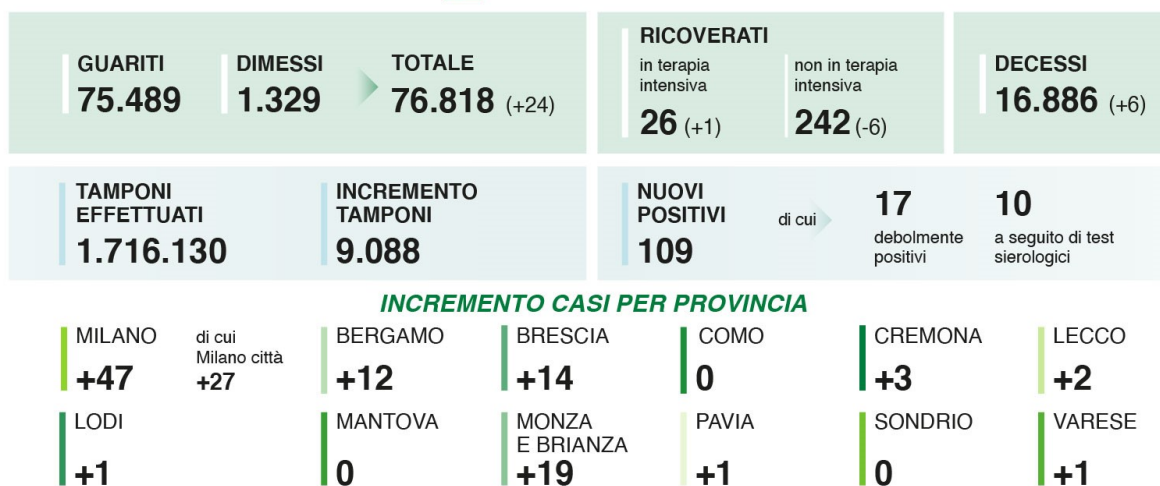 GUARITI
75.489
DIMESSI
1.329
TOTALE
76.818 (+24)
RICOVERATI
in terapia
intensiva
26 (+1)
non in terapia
intensiva
242 (-6)
DECESSI
16.886 (+6)
TAMPONI
EFFETTUATI
1.716.130
INCREMENTO
TAMPONI
9.088
NUOVI
POSITIVI
109
di cui
17
debolmente
positivi
10
a seguito di test
sierologici
INCREMENTO CASI PER PROVINCIA
MILANO
+47
di cui
Milano città
+27
BERGAMO
+12
BRESCIA
+14
COMO
0
CREMONA
+3
LECCO
+2
LODI
+1
MANTOVA
0
MONZA
E BRIANZA
+19
PAVIA
+1
SONDRIO
0
VARESE
+1